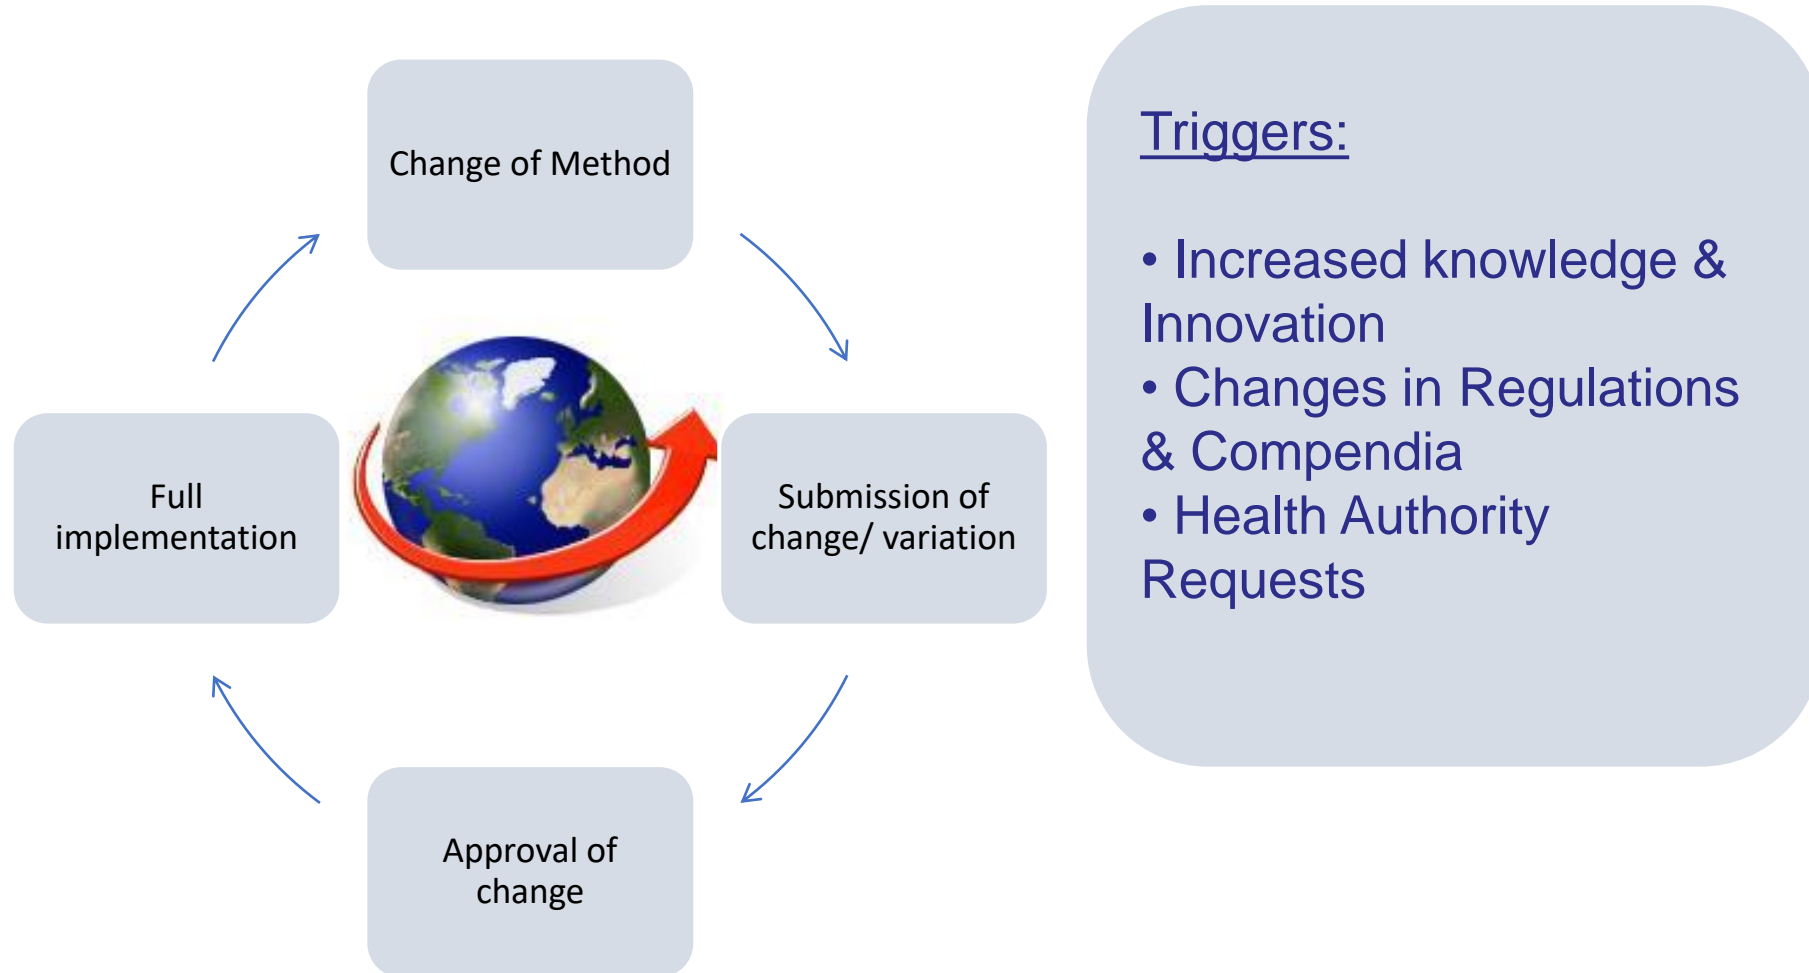 Change of Method
Submission of
change/ variation
Approval of
change
Full
implementation
Triggers:
• Increased knowledge &
Innovation
• Changes in Regulations
& Compendia
• Health Authority
Requests